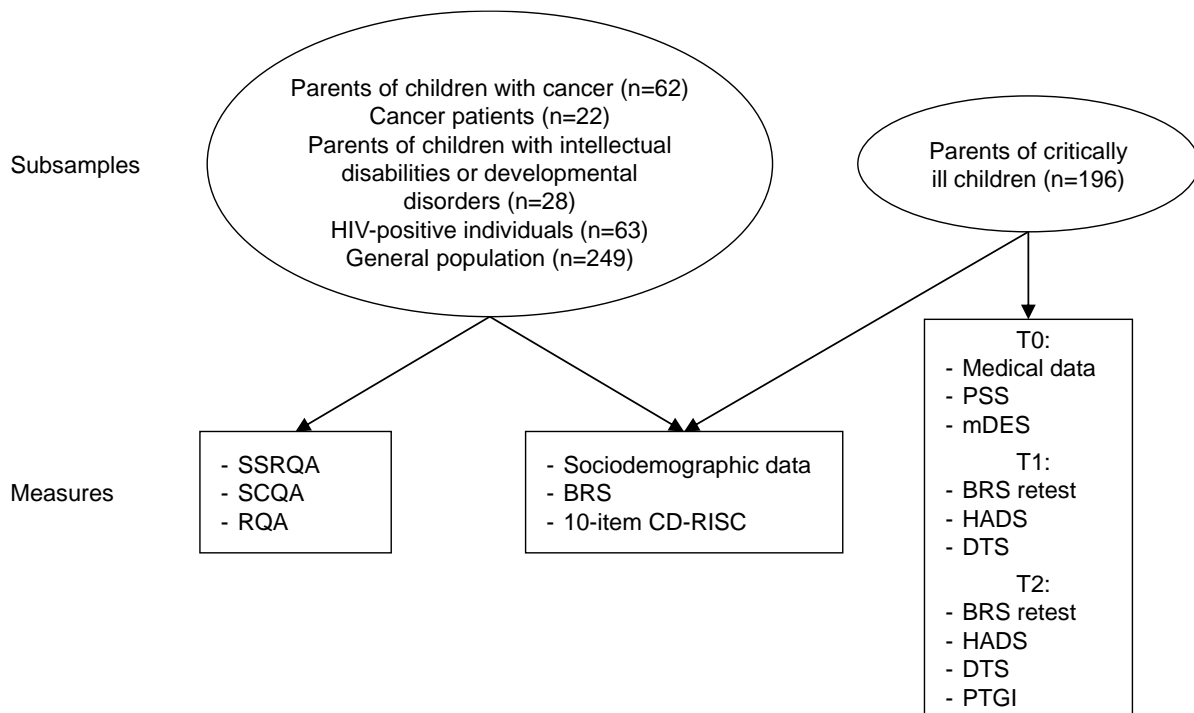 Subsamples
Parents of children with cancer (n=62)
Cancer patients (n=22)
Parents of children with intellectual
disabilities or developmental
disorders (n=28)
HIV-positive individuals (n=63)
General population (n=249)
Parents of critically
ill children (n=196)
Measures
- SSRQA
- SCQA
- RQA
- Sociodemographic data
- BRS
- 10-item CD-RISC
T0:
- Medical data
- PSS
- mDES
T1:
- BRS retest
- HADS
- DTS
T2:
- BRS retest
- HADS
- DTS
- PTGI